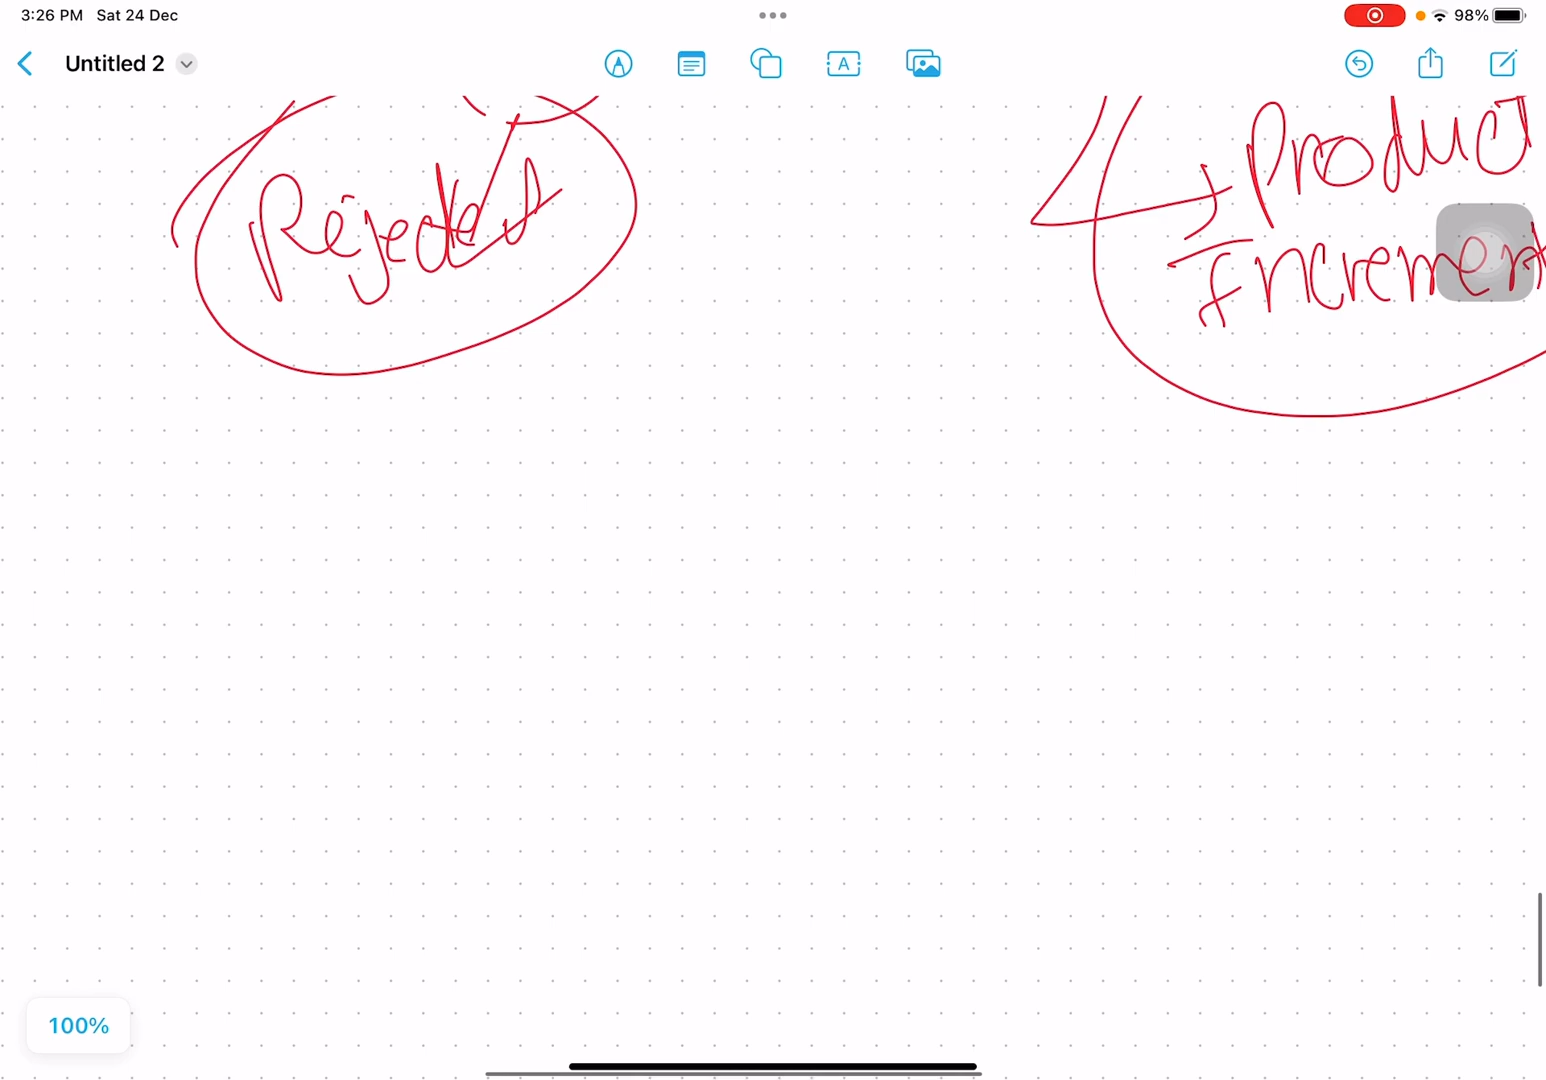 3:26 PM Sat 24 Dec
98%
Untitled 2
A
Rejected
Product
Increment
100%